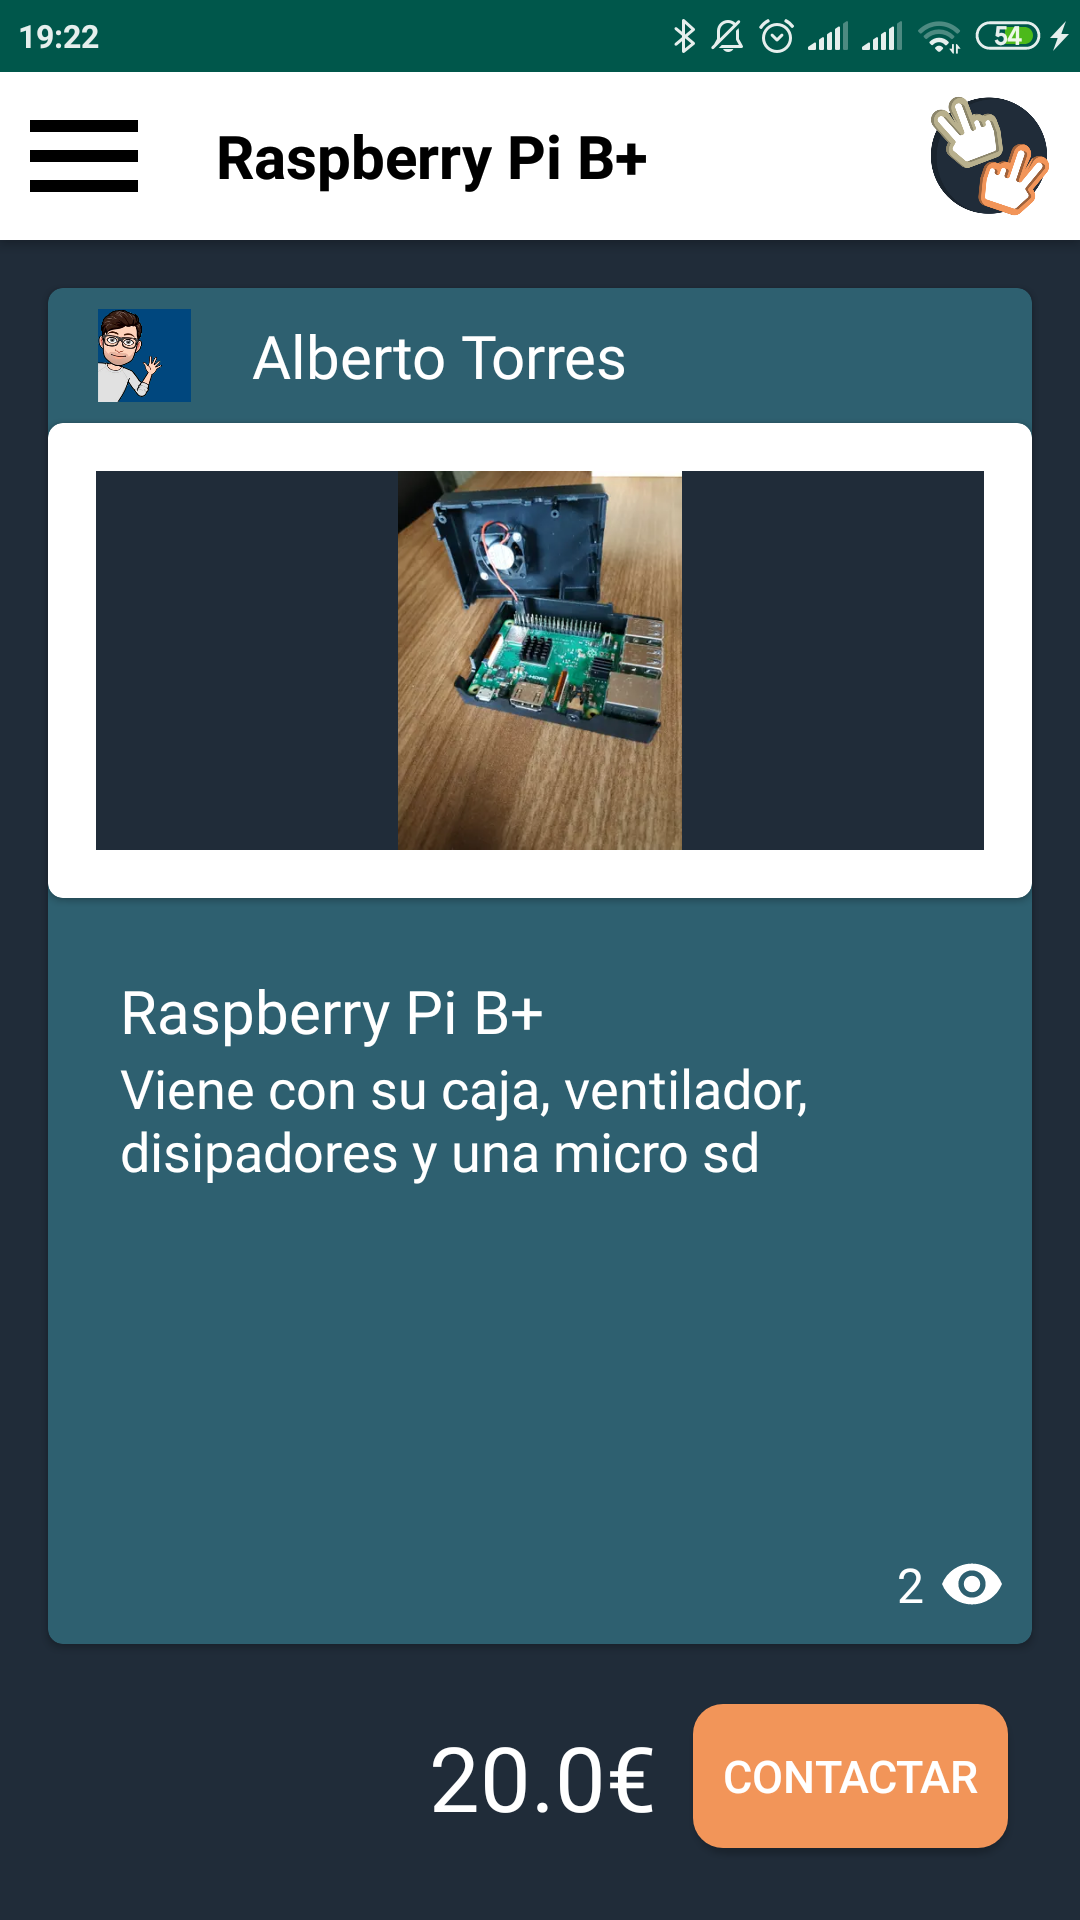 19:22
54
Raspberry Pi B+
Alberto Torres
Raspberry Pi B+
Viene con su caja, ventilador,
disipadores y una micro sd
2
20.0€
CONTACTAR